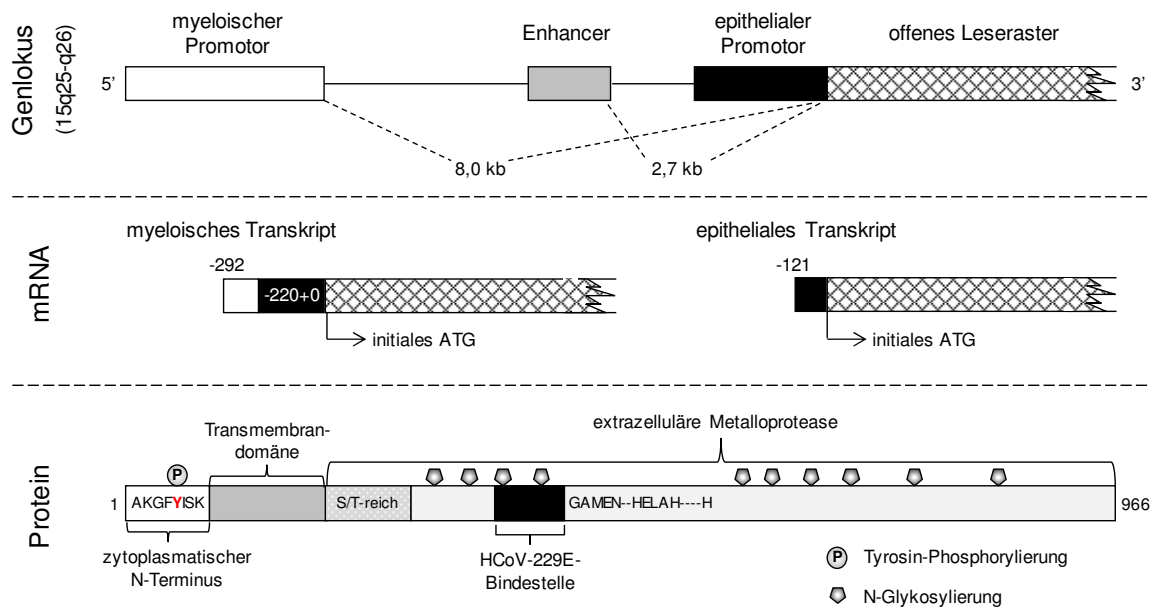 Genlokus
(15q25-q26)
myeloischer
Promotor
Enhancer
epithelialer
Promotor
offenes Leseraster
5'
3'
8,0 kb
2,7 kb
mRNA
myeloisches Transkript
epitheliales Transkript
-292
-220+0
initiales ATG
-121
initiales ATG
Protein
Transmembran-
domäne
extrazelluläre Metalloprotease
P
1
AKGFYISK
S/T-reich
GAMEN--HELAH----H
966
zytoplasmatischer
N-Terminus
HCoV-229E-
Bindestelle
P Tyrosin-Phosphorylierung
N-Glykosylierung